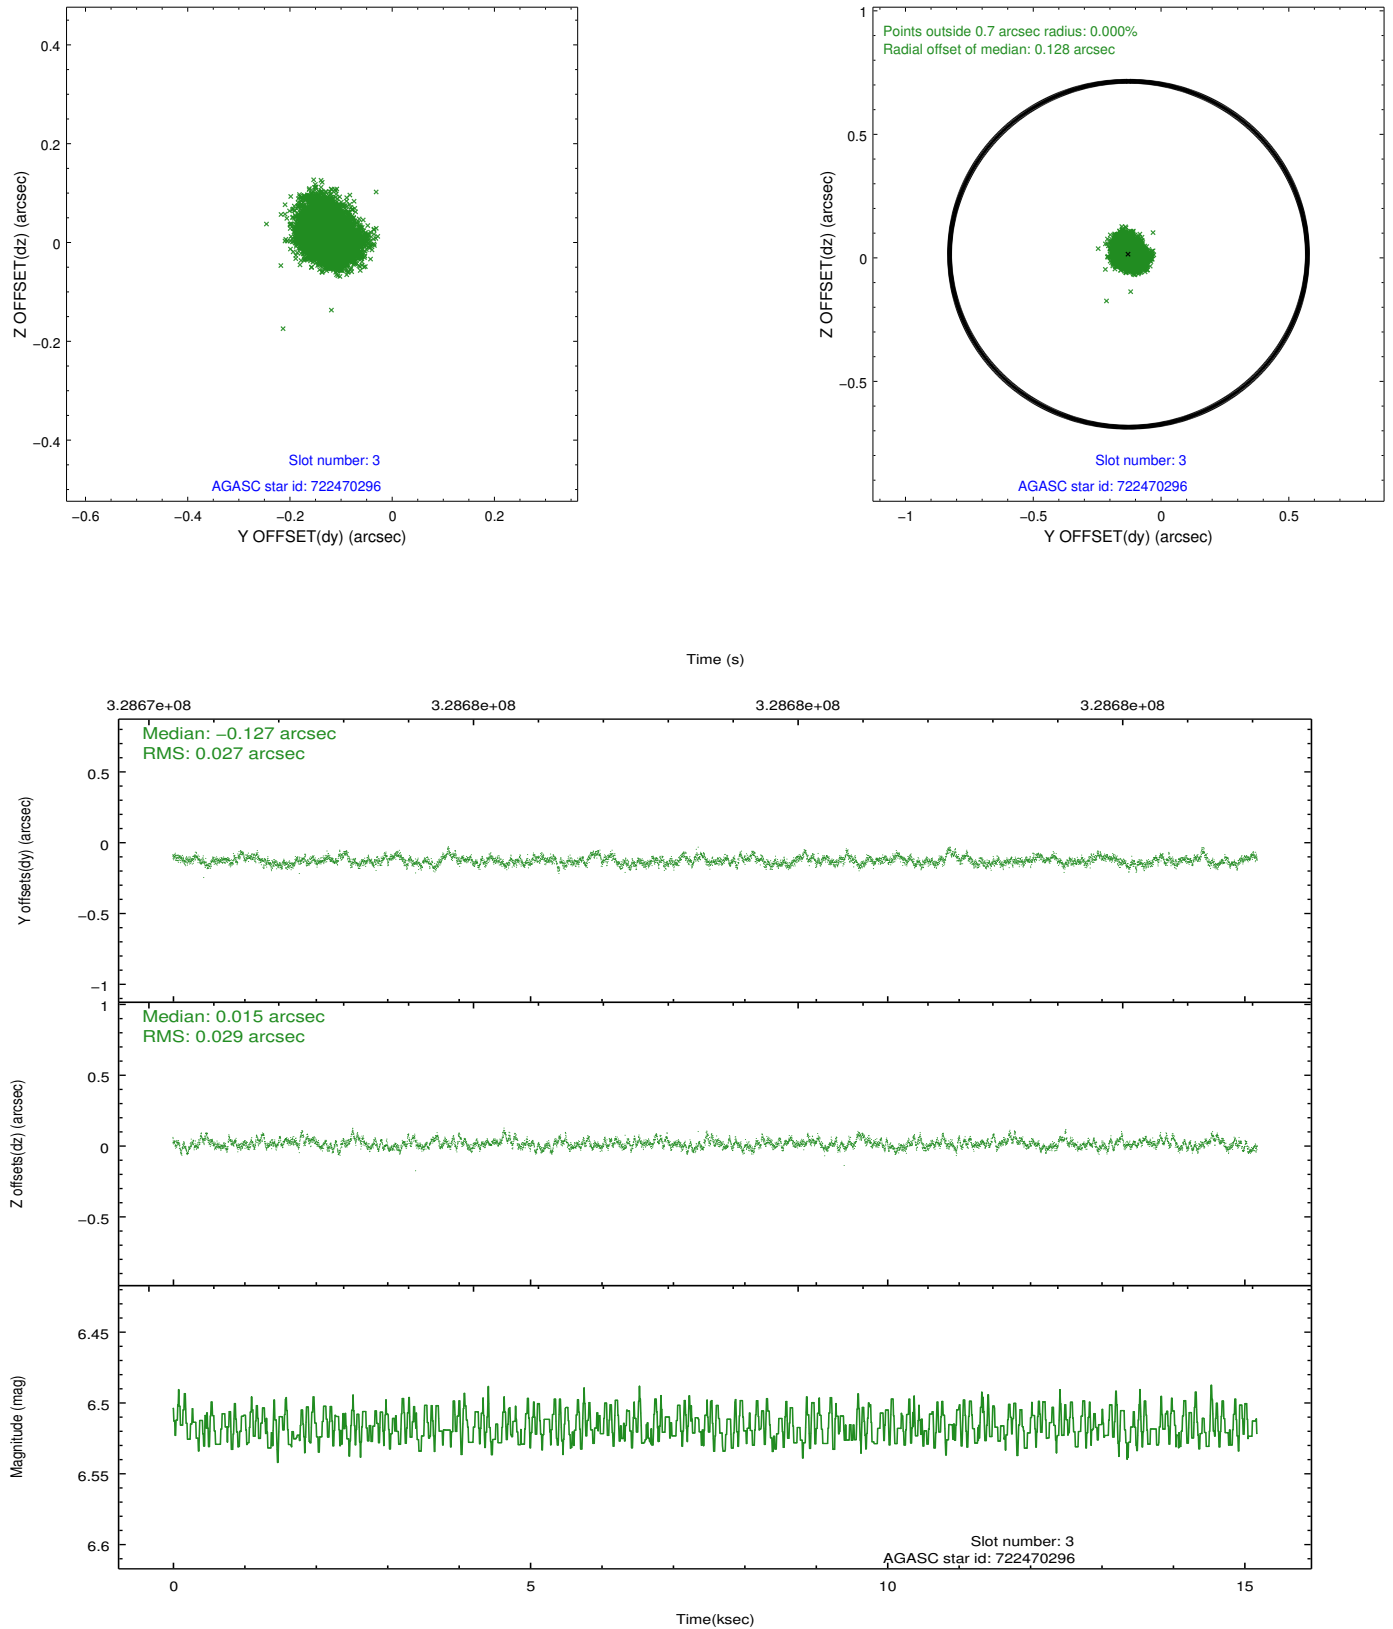 0.4
0.2
0
−0.2
−0.4
Z OFFSET(dz) (arcsec)
Slot number: 3
AGASC star id: 722470296
−0.6 −0.4 −0.2 0 0.2
Y OFFSET(dy) (arcsec)
Points outside 0.7 arcsec radius: 0.000%
Radial offset of median: 0.128 arcsec
1
0.5
0
−0.5
Z OFFSET(dz) (arcsec)
Slot number: 3
AGASC star id: 722470296
−1 −0.5 0 0.5
Y OFFSET(dy) (arcsec)
Time (s)
3.2867e+08 3.2868e+08 3.2868e+08 3.2868e+08
Median: −0.127 arcsec
RMS: 0.027 arcsec
0.5
0
−0.5
−1
Y offsets(dy) (arcsec)
Median: 0.015 arcsec
RMS: 0.029 arcsec
1
0.5
0
−0.5
Z offsets(dz) (arcsec)
6.45
6.5
6.55
6.6
Magnitude (mag)
Slot number: 3
AGASC star id: 722470296
0 5 10 15
Time(ksec)